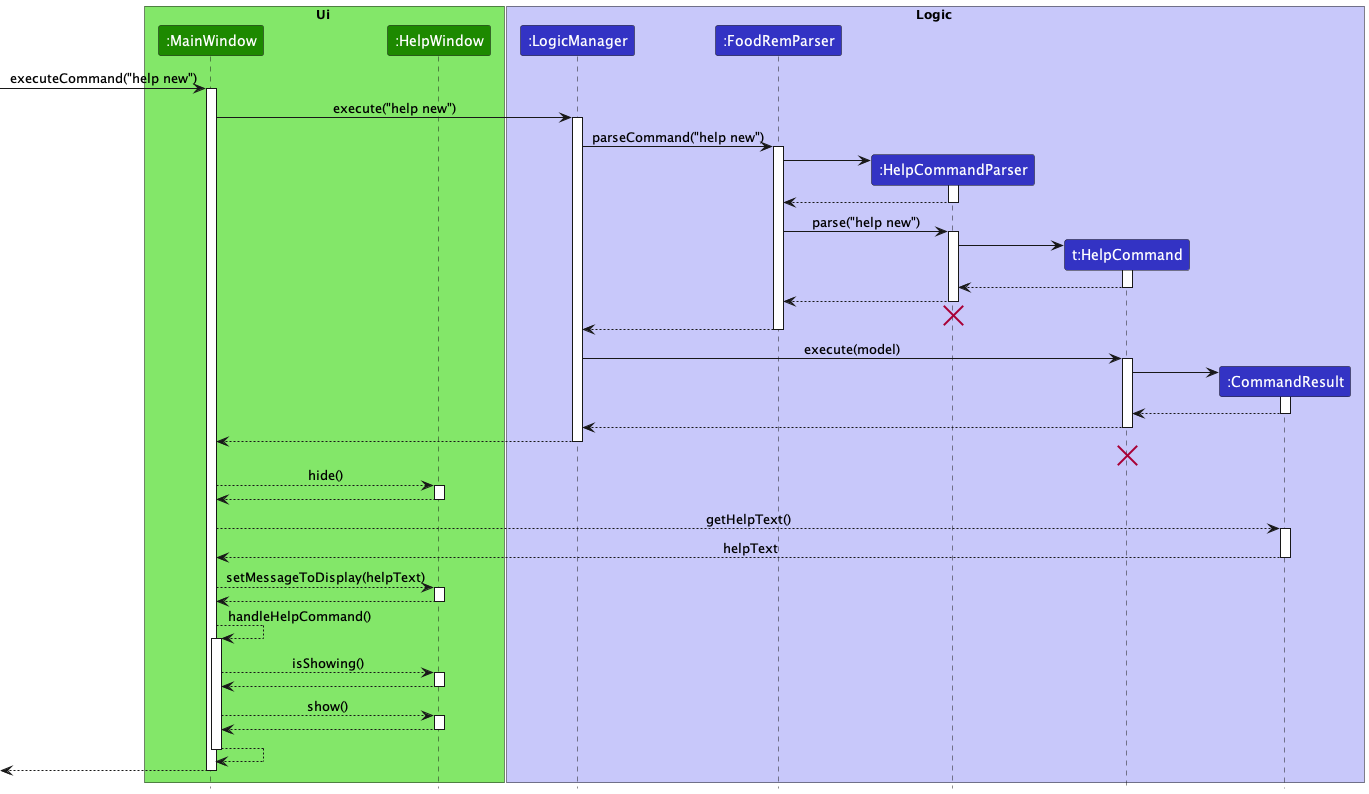 Ui
Logic
:MainWindow
:HelpWindow
:LogicManager
:FoodRemParser
executeCommand("help new")
execute("help new")
parseCommand("help new")
:HelpCommandParser
parse("help new")
t:HelpCommand
execute(model)
:CommandResult
hide()
getHelpText()
helpText
setMessageToDisplay(helpText)
handleHelpCommand()
isShowing()
show()